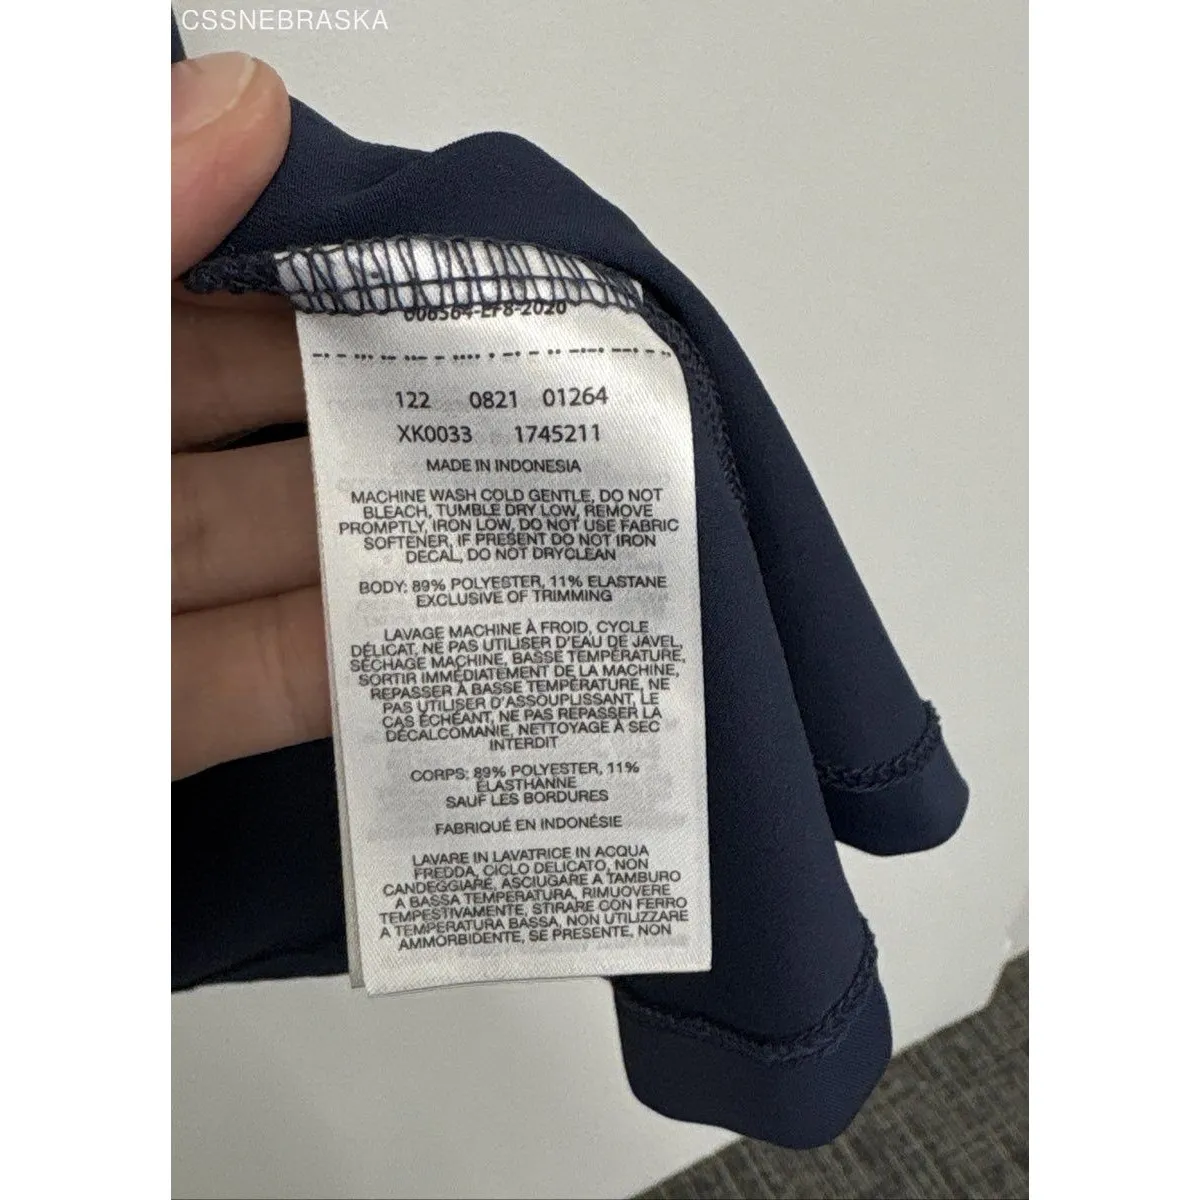 CSSNEBRASKA
006564-EF8-2020
122 0821 01264
XK0033 1745211
MADE IN INDONESIA
MACHINE WASH COLD GENTLE, DO NOT
BLEACH, TUMBLE DRY LOW, REMOVE
PROMPTLY, IRON LOW, DO NOT USE FABRIC
SOFTENER, IF PRESENT DO NOT IRON
DECAL, DO NOT DRYCLEAN
BODY: 89% POLYESTER, 11% ELASTANE
EXCLUSIVE OF TRIMMING
LAVAGE MACHINE À FROID, CYCLE
DÉLICAT, NE PAS UTILISER D'EAU DE JAVEL,
SÉCHAGE MACHINE, BASSE TEMPÉRATURE,
SORTIR IMMÉDIATEMENT DE LA MACHINE,
REPASSER À BASSE TEMPÉRATURE, NE
PAS UTILISER D'ASSOUPLISSANT, LE
CAS ÉCHÉANT, NE PAS REPASSER LA
DÉCALCOMANIE, NETTOYAGE À SEC
INTERDIT
CORPS: 89% POLYESTER, 11%
ÉLASTHANNE
SAUF LES BORDURES
FABRIQUÉ EN INDONÉSIE
LAVARE IN LAVATRICE IN ACQUA
FREDDA, CICLO DELICATO, NON
CANDEGGIARE, ASCIUGARE A TAMBURO
A BASSA TEMPERATURA, RIMUOVERE
TEMPESTIVAMENTE, STIRARE CON FERRO
A TEMPERATURA BASSA, NON UTILIZZARE
AMMORBIDENTE, SE PRESENTE, NON